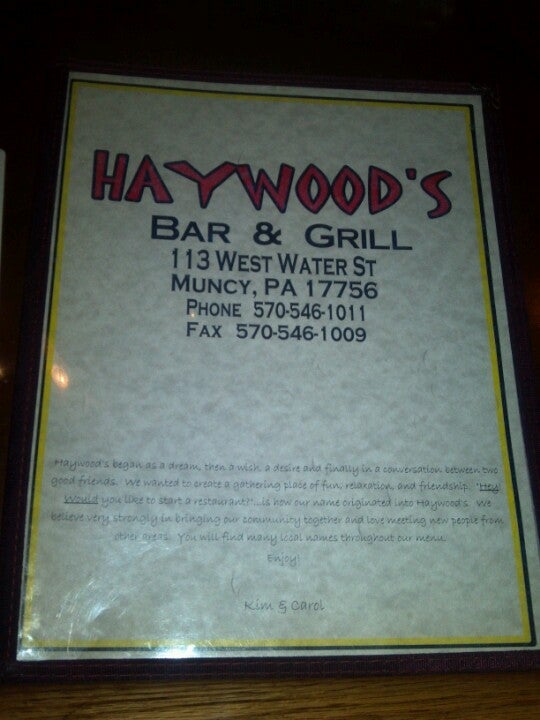 HAYWOOD'S
BAR & GRILL
113 WEST WATER ST
MUNCY, PA 17756
PHONE 570-546-1011
FAX 570-546-1009
Haywood's began as a dream, then a wish, a desire and finally in a conversation between two
good friends. We wanted to create a gathering place of fun, relaxation, and friendship. "Hey
Would you like to start a restaurant?"...is how our name originated into Haywood's. We
believe very strongly in bringing our community together and love meeting new people from
other areas. You will find many local names throughout our menu.
Enjoy!
Kim & Carol